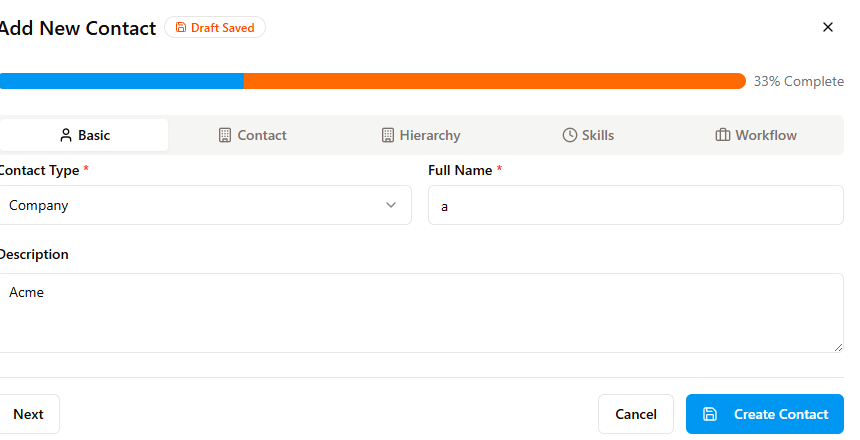 Add New Contact Draft Saved
33% Complete
Basic Contact Hierarchy Skills Workflow
Contact Type * Full Name *
Company a
Description
Acme
Next Cancel Create Contact